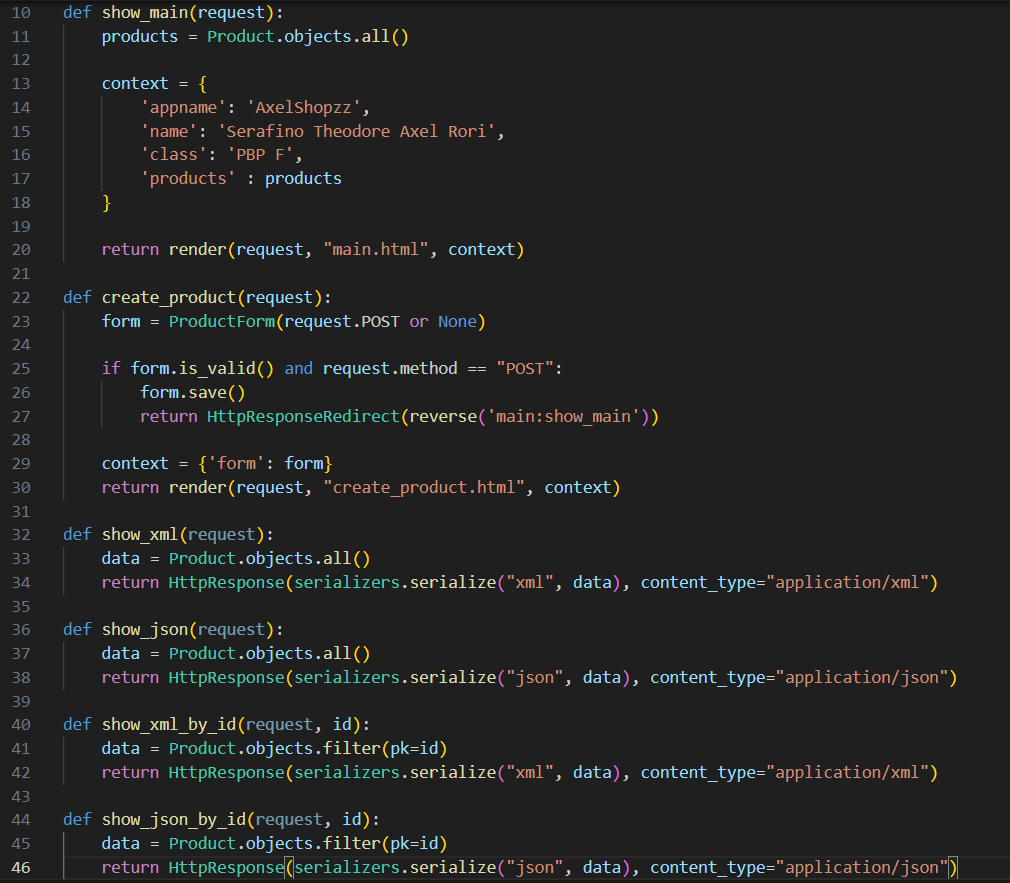 10 def show_main(request):
11     products = Product.objects.all()
12
13     context = {
14         'appname': 'AxelShopzz',
15         'name': 'Serafino Theodore Axel Rori',
16         'class': 'PBP F',
17         'products' : products
18     }
19
20     return render(request, "main.html", context)
21
22 def create_product(request):
23     form = ProductForm(request.POST or None)
24
25     if form.is_valid() and request.method == "POST":
26         form.save()
27         return HttpResponseRedirect(reverse('main:show_main'))
28
29     context = {'form': form}
30     return render(request, "create_product.html", context)
31
32 def show_xml(request):
33     data = Product.objects.all()
34     return HttpResponse(serializers.serialize("xml", data), content_type="application/xml")
35
36 def show_json(request):
37     data = Product.objects.all()
38     return HttpResponse(serializers.serialize("json", data), content_type="application/json")
39
40 def show_xml_by_id(request, id):
41     data = Product.objects.filter(pk=id)
42     return HttpResponse(serializers.serialize("xml", data), content_type="application/xml")
43
44 def show_json_by_id(request, id):
45     data = Product.objects.filter(pk=id)
46     return HttpResponse(serializers.serialize("json", data), content_type="application/json")